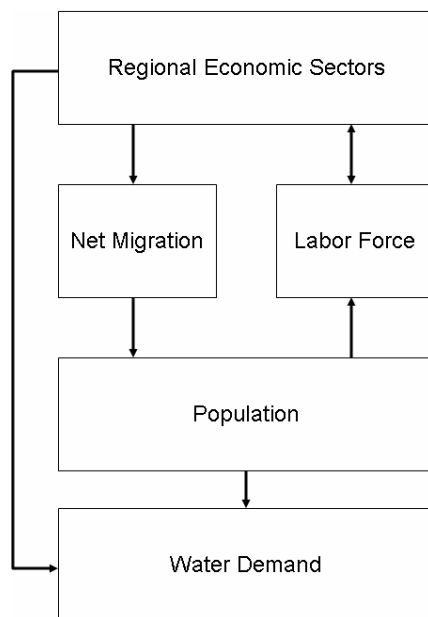 Regional Economic Sectors
Net Migration
Labor Force
Population
Water Demand